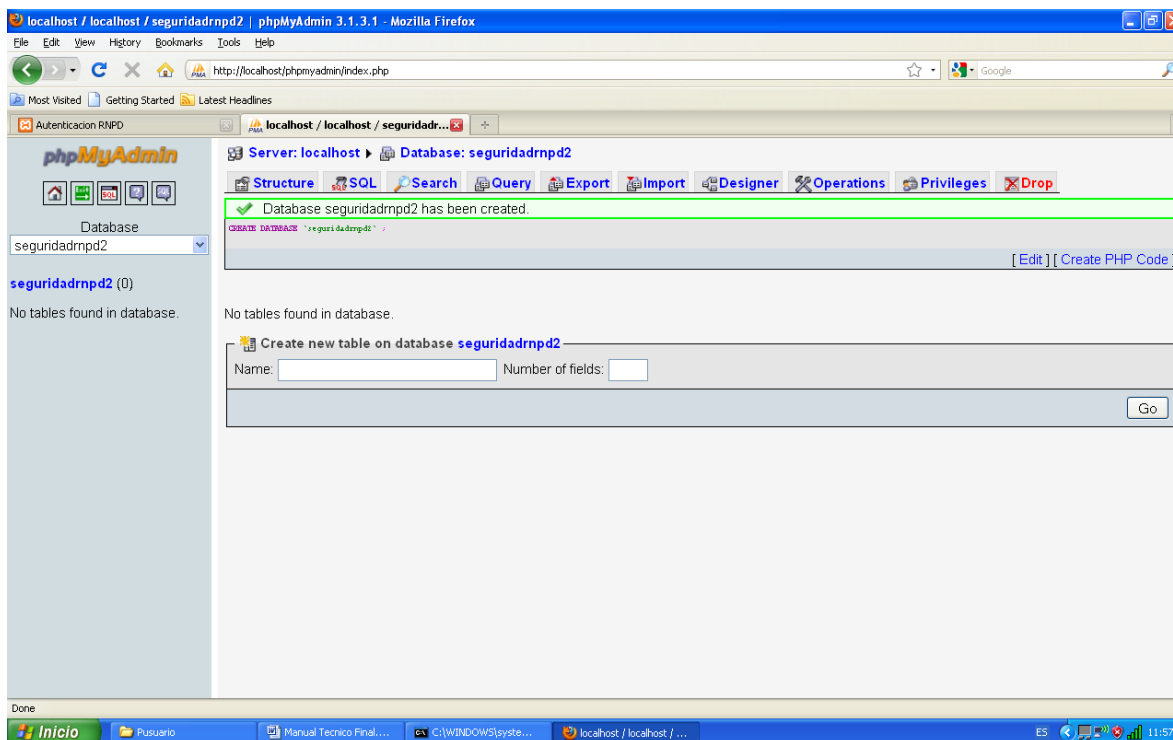 localhost / localhost / seguridadrnpd2 | phpMyAdmin 3.1.3.1 - Mozilla Firefox
File Edit View History Bookmarks Tools Help
PMA http://localhost/phpmyadmin/index.php Google
Most Visited Getting Started Latest Headlines
Autenticacion RNPD PMA localhost / localhost / seguridadr...
phpMyAdmin
SQL
Database
seguridadrnpd2
seguridadrnpd2 (0)
No tables found in database.
Server: localhost Database: seguridadrnpd2
Structure SQL Search Query Export Import Designer Operations Privileges Drop
Database seguridadrnpd2 has been created.
CREATE DATABASE `seguridadrnpd2` ;
[ Edit ] [ Create PHP Code ]
No tables found in database.
Create new table on database seguridadrnpd2
Name: Number of fields:
Go
Done
Inicio Pusuario Manual Tecnico Final.... C:\WINDOWS\syste... localhost / localhost / ... ES 11:57